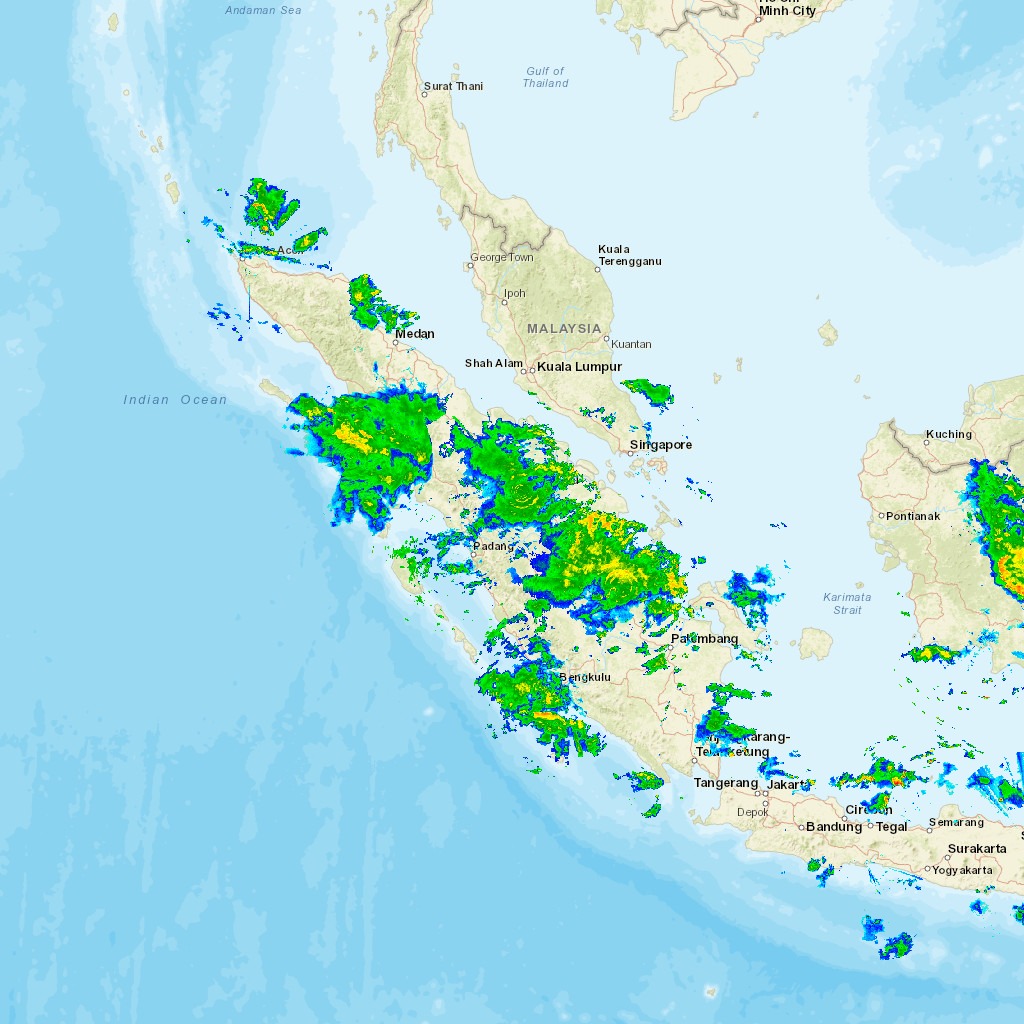 Andaman Sea
Minh City
Gulf of
Thailand
Surat Thani
Kuala
Terengganu
George Town
Ipoh
MALAYSIA
Medan
Kuantan
Shah Alam
Kuala Lumpur
Indian Ocean
Singapore
Kuching
Pontianak
Padang
Karimata
Strait
Palembang
Bengkulu
Tangerang
Jakarta
Depok
Bandung
Tegal
Semarang
Surakarta
Yogyakarta